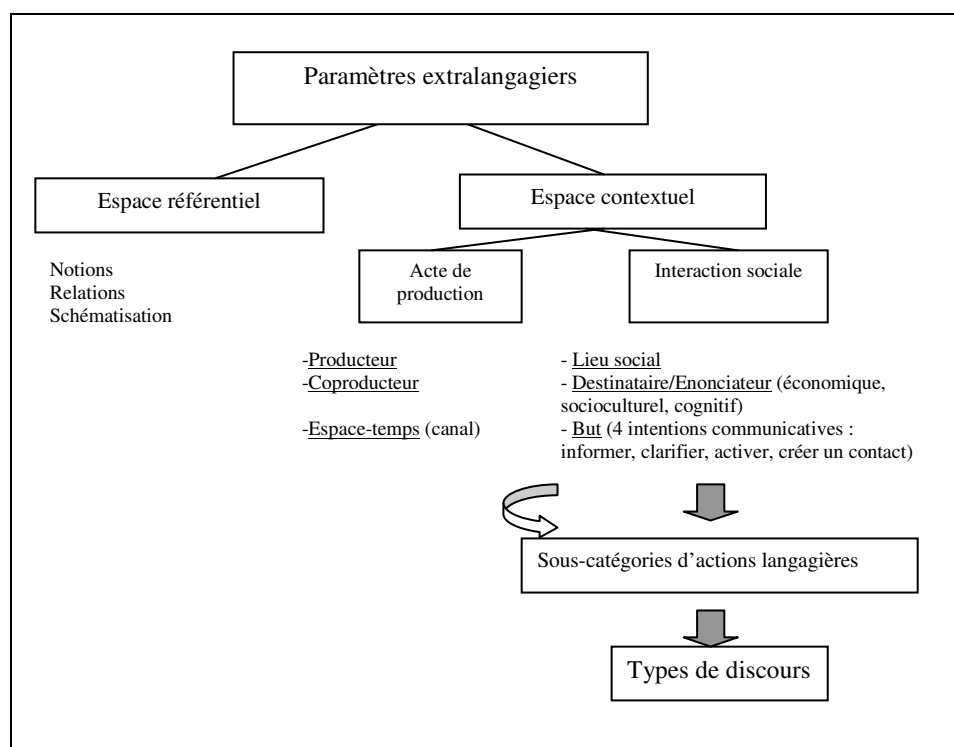 Paramètres extralangagiers
Espace référentiel
Espace contextuel
Notions
Relations
Schématisation
Acte de
production
Interaction sociale
-Producteur
-Coproducteur
-Espace-temps (canal)
- Lieu social
- Destinataire/Enonciateur (économique,
socioculturel, cognitif)
- But (4 intentions communicatives :
informer, clarifier, activer, créer un contact)
Sous-catégories d'actions langagières
Types de discours